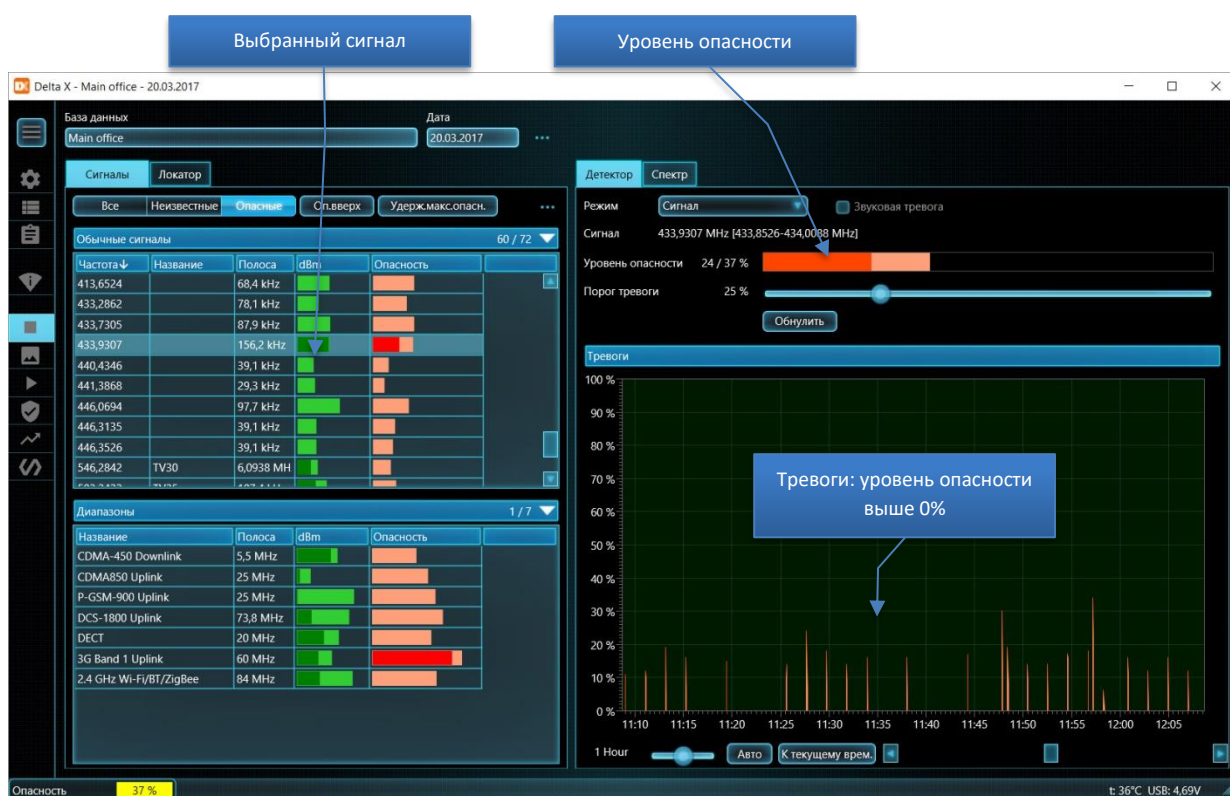 Выбранный сигнал
Уровень опасности
Delta X - Main office - 20.03.2017
База данных
Дата
Main office
20.03.2017
Сигналы
Локатор
Все
Неизвестные
Опасные
Оп.вверх
Удерж.макс.опасн.
Обычные сигналы 60 / 72
Частота Название Полоса dBm Опасность
413,6524 68,4 kHz
433,2862 78,1 kHz
433,7305 87,9 kHz
433,9307 156,2 kHz
440,4346 39,1 kHz
441,3868 29,3 kHz
446,0694 97,7 kHz
446,3135 39,1 kHz
446,3526 39,1 kHz
546,2842 TV30 6,0938 MH
Диапазоны 1 / 7
Название Полоса dBm Опасность
CDMA-450 Downlink 5,5 MHz
CDMA850 Uplink 25 MHz
P-GSM-900 Uplink 25 MHz
DCS-1800 Uplink 73,8 MHz
DECT 20 MHz
3G Band 1 Uplink 60 MHz
2.4 GHz Wi-Fi/BT/ZigBee 84 MHz
Детектор
Спектр
Режим Сигнал Звуковая тревога
Сигнал 433,9307 MHz [433,8526-434,0088 MHz]
Уровень опасности 24 / 37 %
Порог тревоги 25 %
Обнулить
Тревоги
100 %
90 %
80 %
70 %
60 %
50 %
40 %
30 %
20 %
10 %
0 %
Тревоги: уровень опасности
выше 0%
11:10 11:15 11:20 11:25 11:30 11:35 11:40 11:45 11:50 11:55 12:00 12:05
1 Hour Авто К текущему врем.
Опасность 37 % t: 36°C USB: 4,69V